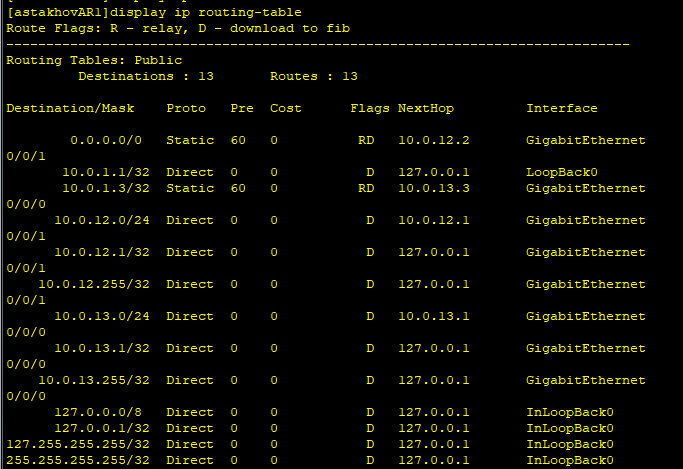 [astakhovAR1]display ip routing-table
Route Flags: R - relay, D - download to fib
------------------------------------------------------------------------------
Routing Tables: Public
         Destinations : 13       Routes : 13

Destination/Mask    Proto   Pre  Cost      Flags NextHop         Interface

        0.0.0.0/0   Static  60   0          RD   10.0.12.2       GigabitEthernet
0/0/1
       10.0.1.1/32  Direct  0    0           D   127.0.0.1       LoopBack0
       10.0.1.3/32  Static  60   0          RD   10.0.13.3       GigabitEthernet
0/0/0
      10.0.12.0/24  Direct  0    0           D   10.0.12.1       GigabitEthernet
0/0/1
      10.0.12.1/32  Direct  0    0           D   127.0.0.1       GigabitEthernet
0/0/1
    10.0.12.255/32  Direct  0    0           D   127.0.0.1       GigabitEthernet
0/0/1
      10.0.13.0/24  Direct  0    0           D   10.0.13.1       GigabitEthernet
0/0/0
      10.0.13.1/32  Direct  0    0           D   127.0.0.1       GigabitEthernet
0/0/0
    10.0.13.255/32  Direct  0    0           D   127.0.0.1       GigabitEthernet
0/0/0
      127.0.0.0/8   Direct  0    0           D   127.0.0.1       InLoopBack0
      127.0.0.1/32  Direct  0    0           D   127.0.0.1       InLoopBack0
127.255.255.255/32  Direct  0    0           D   127.0.0.1       InLoopBack0
255.255.255.255/32  Direct  0    0           D   127.0.0.1       InLoopBack0